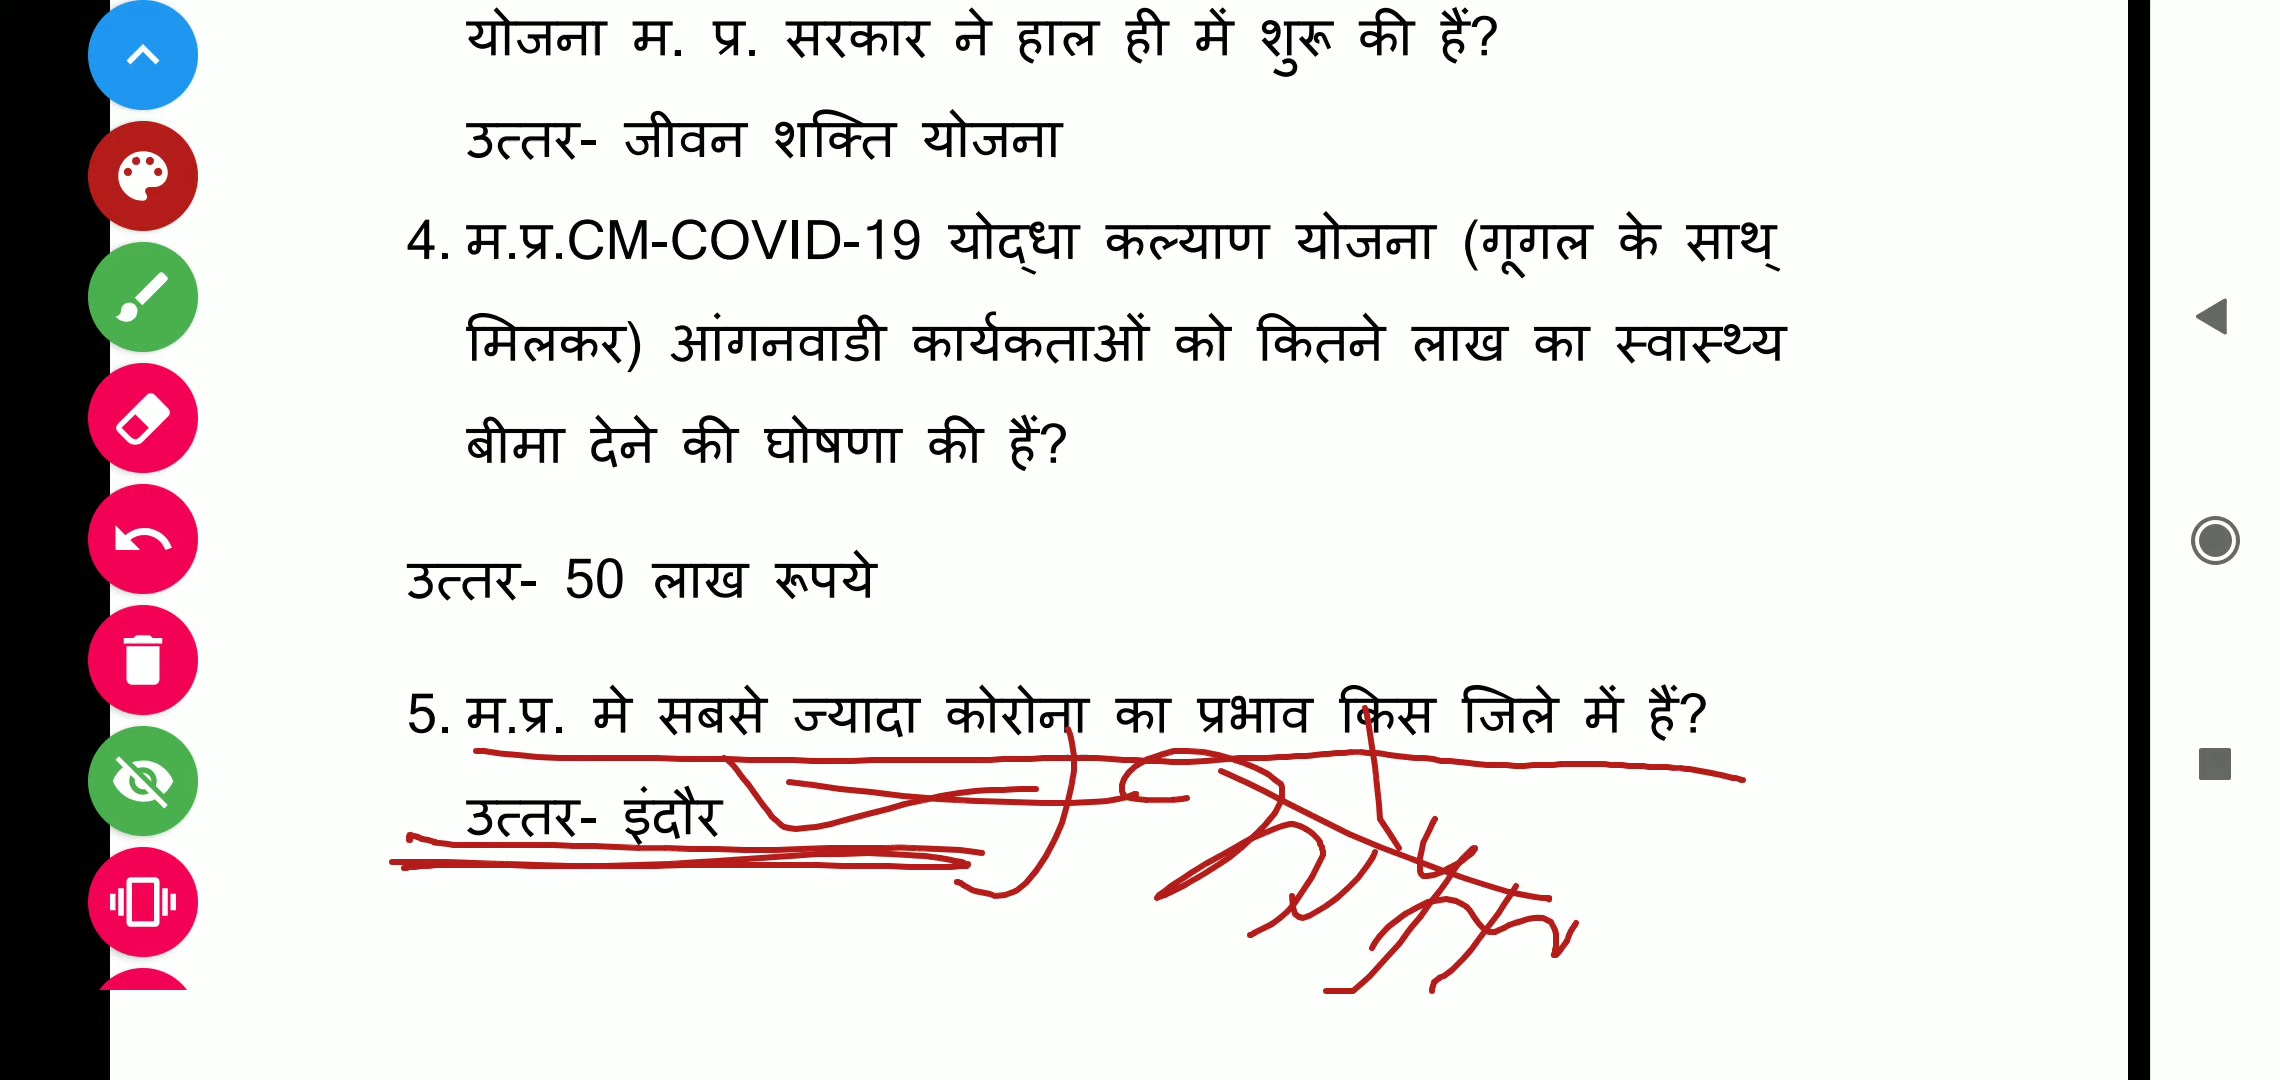 योजना म. प्र. सरकार ने हाल ही में शुरू की हैं?
उत्तर- जीवन शक्ति योजना
4. म.प्र.CM-COVID-19 योद्धा कल्याण योजना (गूगल के साथ्
मिलकर) आंगनवाडी कार्यकताओं को कितने लाख का स्वास्थ्य
बीमा देने की घोषणा की हैं?
उत्तर- 50 लाख रूपये
5. म.प्र. मे सबसे ज्यादा कोरोना का प्रभाव किस जिले में हैं?
उत्तर- इंदौर